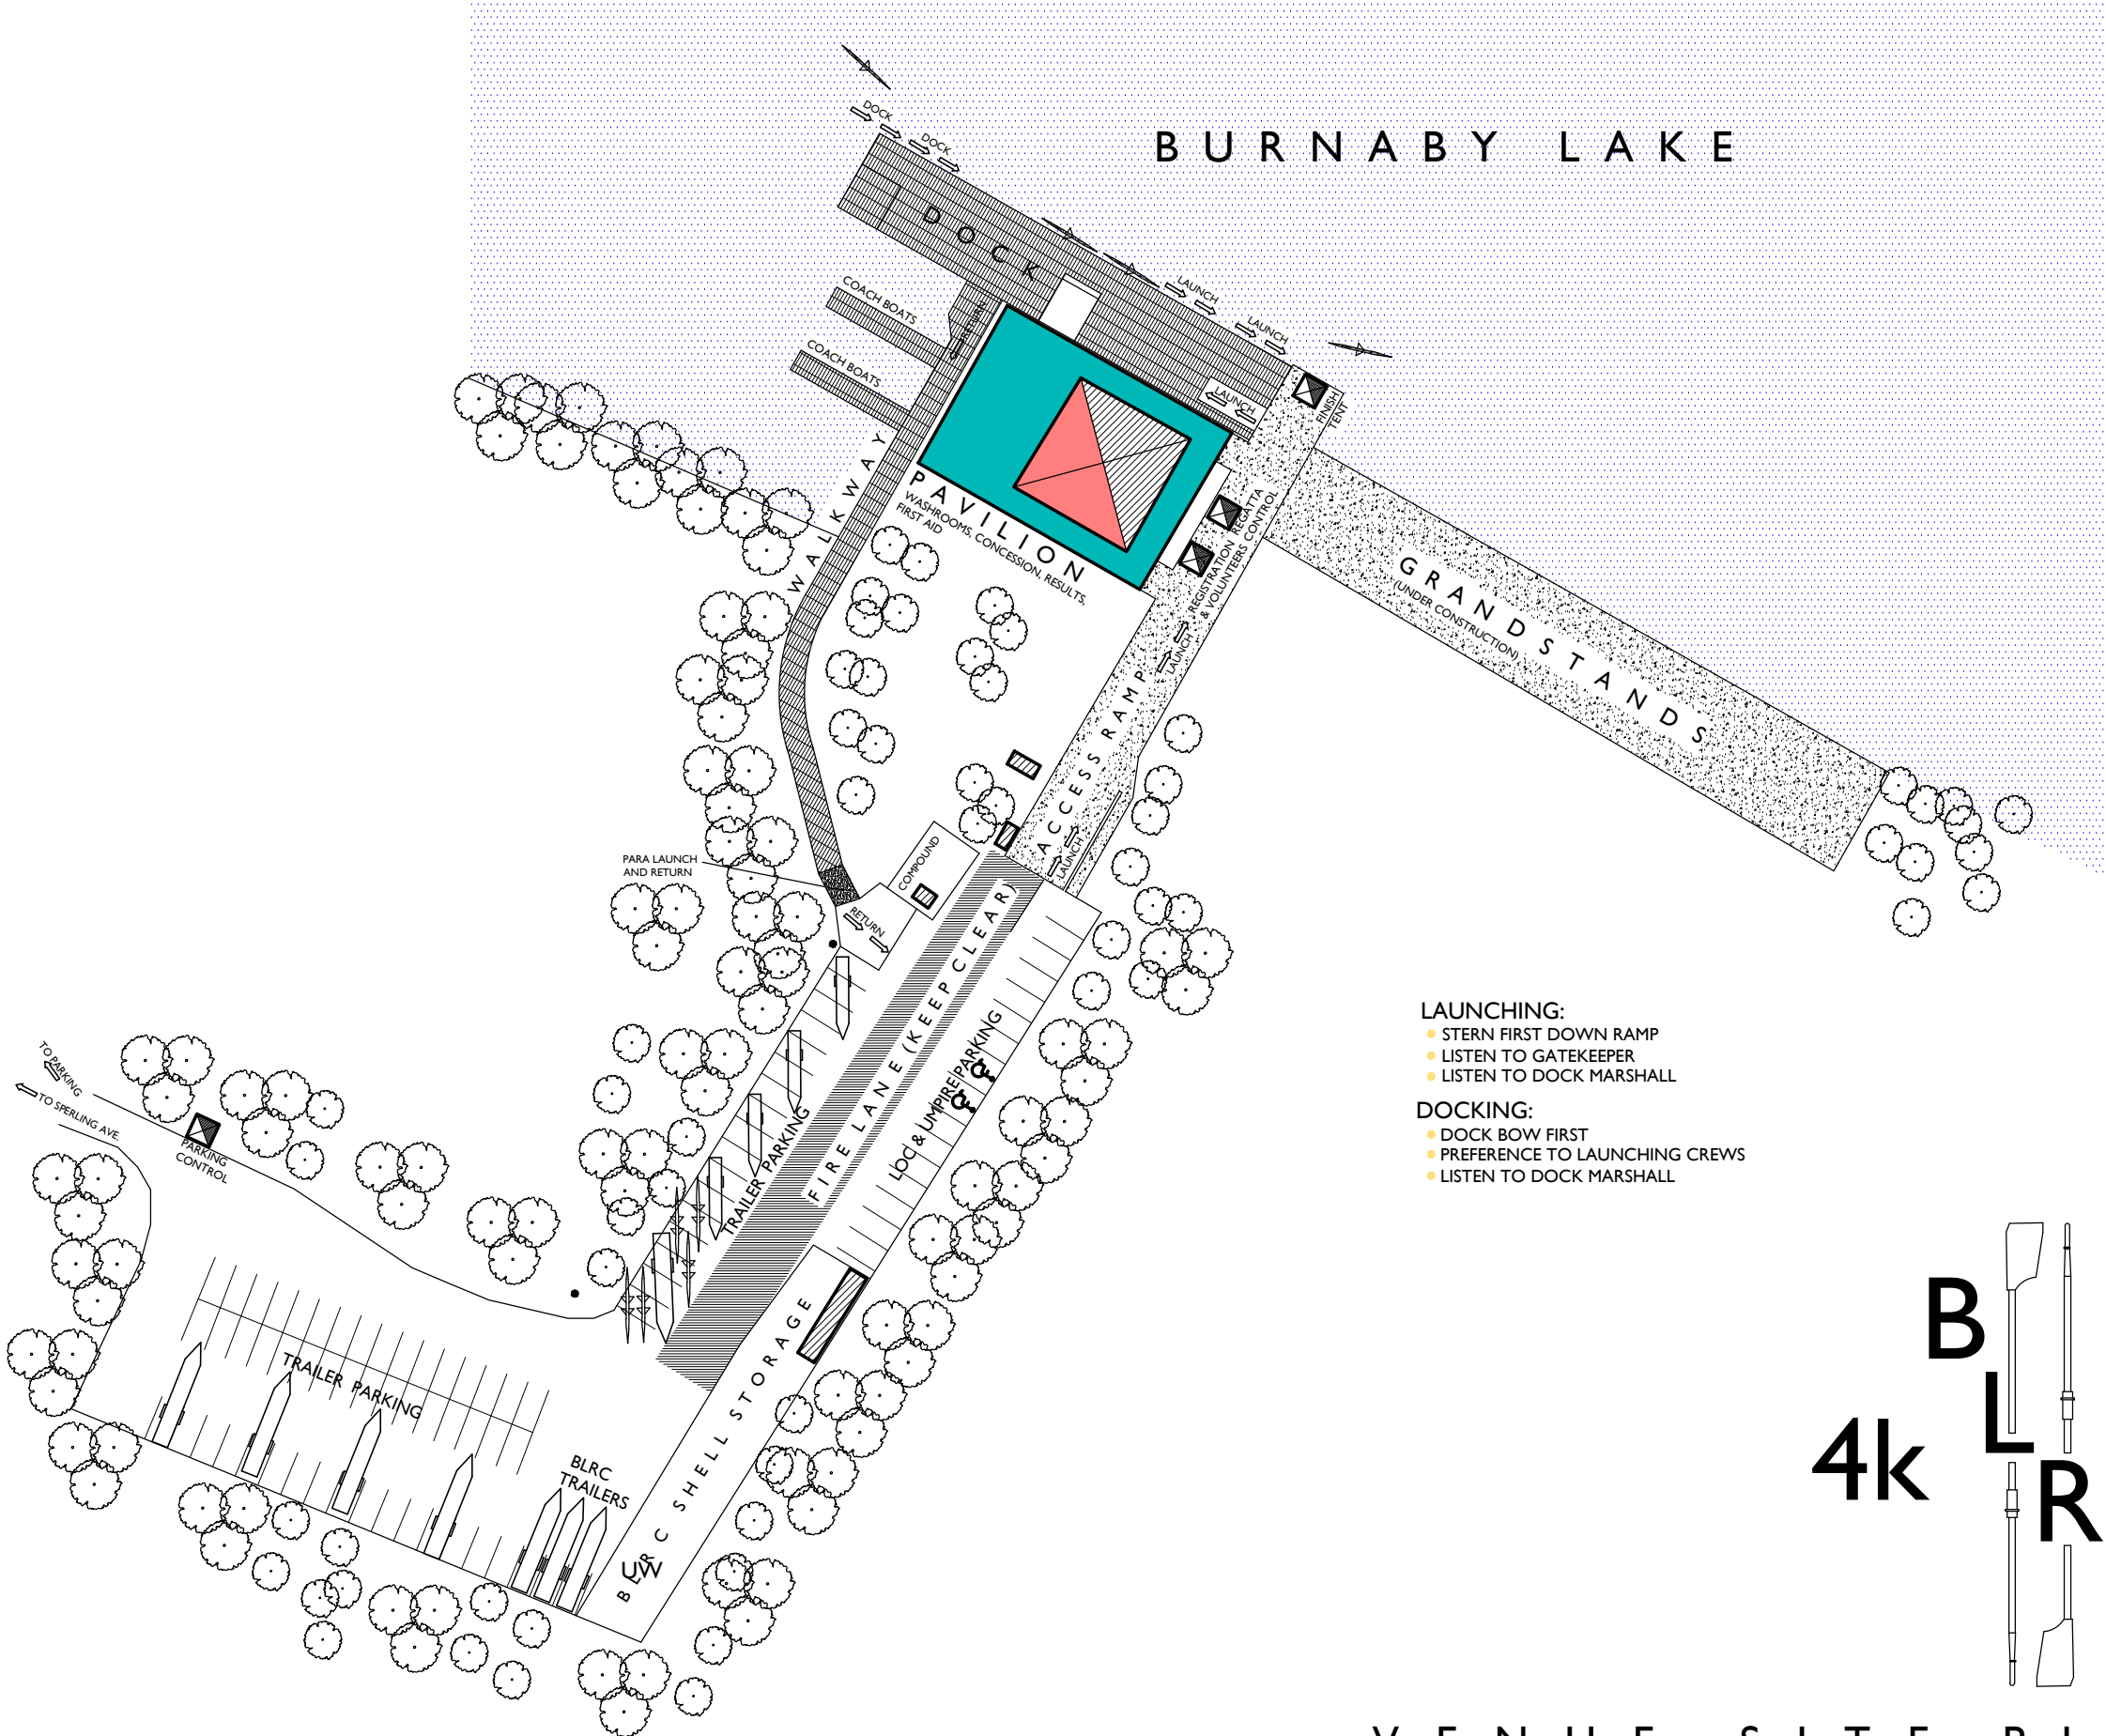 BURNABY LAKE
DOCK
DOCK
DOCK
LAUNCH
LAUNCH
COACH BOATS
RETURN
COACH BOATS
LAUNCH
FINISH
TENT
WALKWAY
PAVILION
WASHROOMS, CONCESSION, RESULTS,
FIRST AID
REGISTRATION REGATTA
& VOLUNTEERS CONTROL
GRANDSTANDS
(UNDER CONSTRUCTION)
LAUNCH
ACCESS RAMP
LAUNCH
PARA LAUNCH
AND RETURN
COMPOUND
RETURN
FIRE LANE (KEEP CLEAR)
LOC & UMPIRE PARKING
TRAILER PARKING
TO PARKING
TO SPERLING AVE.
PARKING
CONTROL
TRAILER PARKING
BLRC
TRAILERS
BLRC SHELL STORAGE
LAUNCHING:
STERN FIRST DOWN RAMP
LISTEN TO GATEKEEPER
LISTEN TO DOCK MARSHALL
DOCKING:
DOCK BOW FIRST
PREFERENCE TO LAUNCHING CREWS
LISTEN TO DOCK MARSHALL
4k
B
L
R